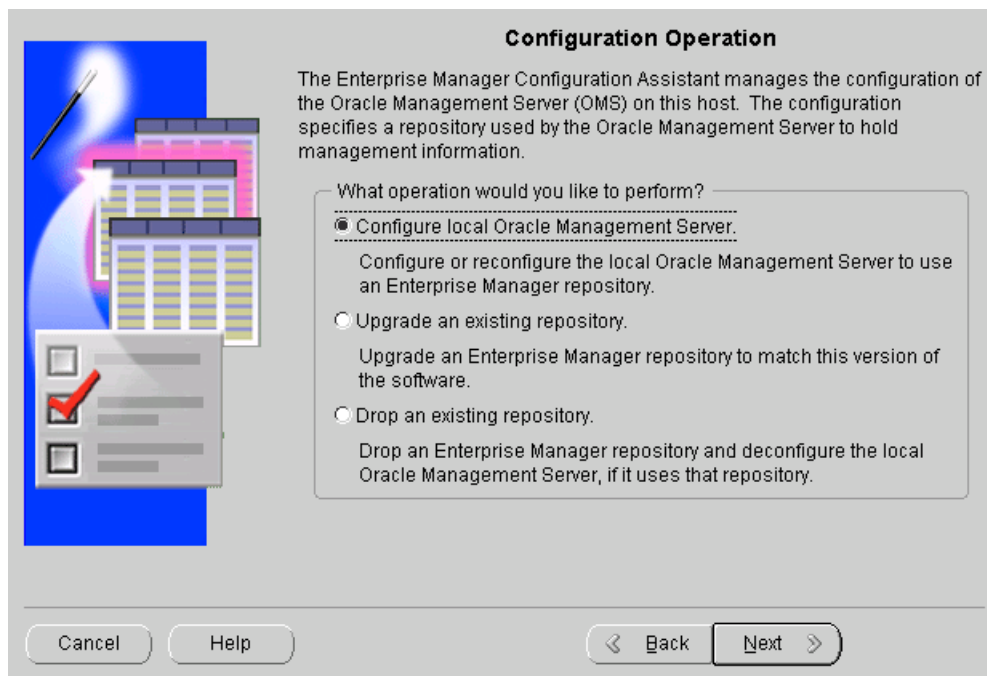 Configuration Operation
The Enterprise Manager Configuration Assistant manages the configuration of
the Oracle Management Server (OMS) on this host.  The configuration
specifies a repository used by the Oracle Management Server to hold
management information.
What operation would you like to perform?
Configure local Oracle Management Server.
Configure or reconfigure the local Oracle Management Server to use
an Enterprise Manager repository.
Upgrade an existing repository.
Upgrade an Enterprise Manager repository to match this version of
the software.
Drop an existing repository.
Drop an Enterprise Manager repository and deconfigure the local
Oracle Management Server, if it uses that repository.
Cancel Help Back Next